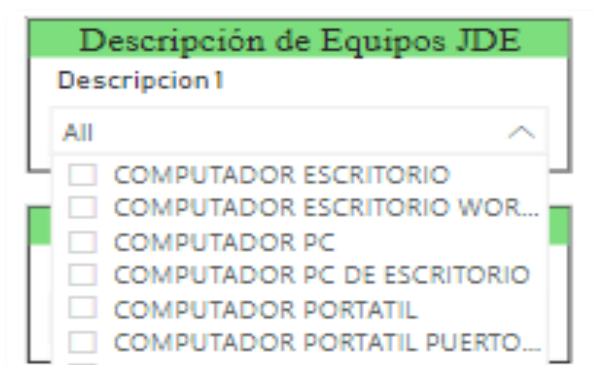 Descripción de Equipos JDE
Descripcion1
All
COMPUTADOR ESCRITORIO
COMPUTADOR ESCRITORIO WOR...
COMPUTADOR PC
COMPUTADOR PC DE ESCRITORIO
COMPUTADOR PORTATIL
COMPUTADOR PORTATIL PUERTO...